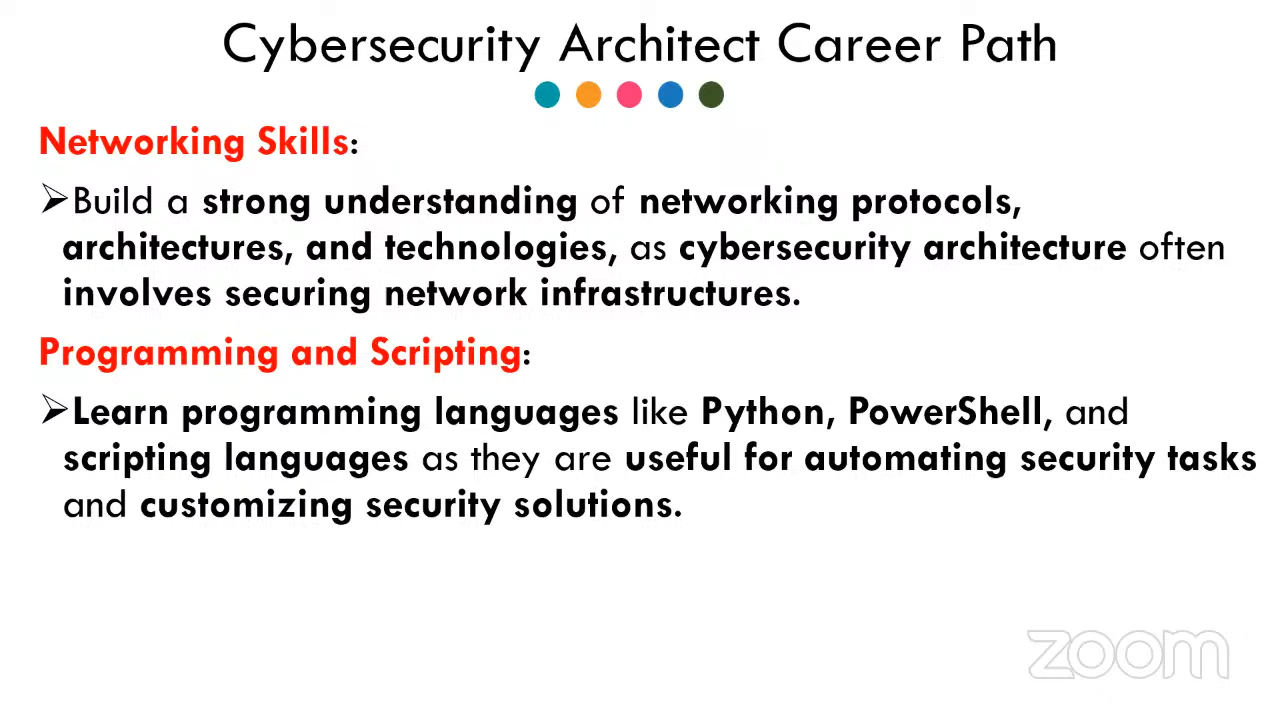 Cybersecurity Architect Career Path
Networking Skills:
➢Build a strong understanding of networking protocols,
architectures, and technologies, as cybersecurity architecture often
involves securing network infrastructures.
Programming and Scripting:
➢Learn programming languages like Python, PowerShell, and
scripting languages as they are useful for automating security tasks
and customizing security solutions.
zoom